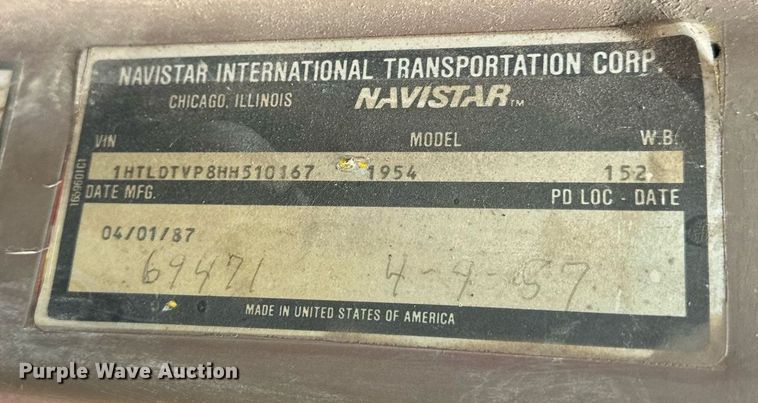 NAVISTAR INTERNATIONAL TRANSPORTATION CORP.
CHICAGO, ILLINOIS NAVISTAR™
VIN MODEL W.B.
1HTLDTVP8HH510167 1954 152
DATE MFG. PD LOC - DATE
04/01/87
69471 4-9-87
MADE IN UNITED STATES OF AMERICA
Purple Wave Auction